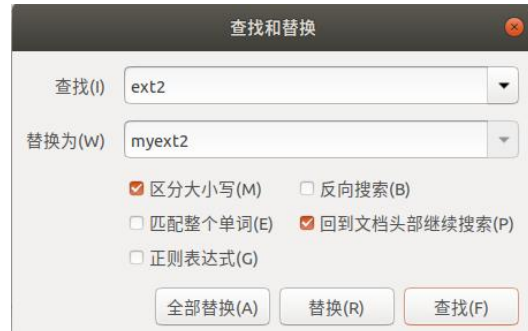 查找和替换
查找(I) ext2
替换为(W) myext2
区分大小写(M) 反向搜索(B)
匹配整个单词(E) 回到文档头部继续搜索(P)
正则表达式(G)
全部替换(A) 替换(R) 查找(F)